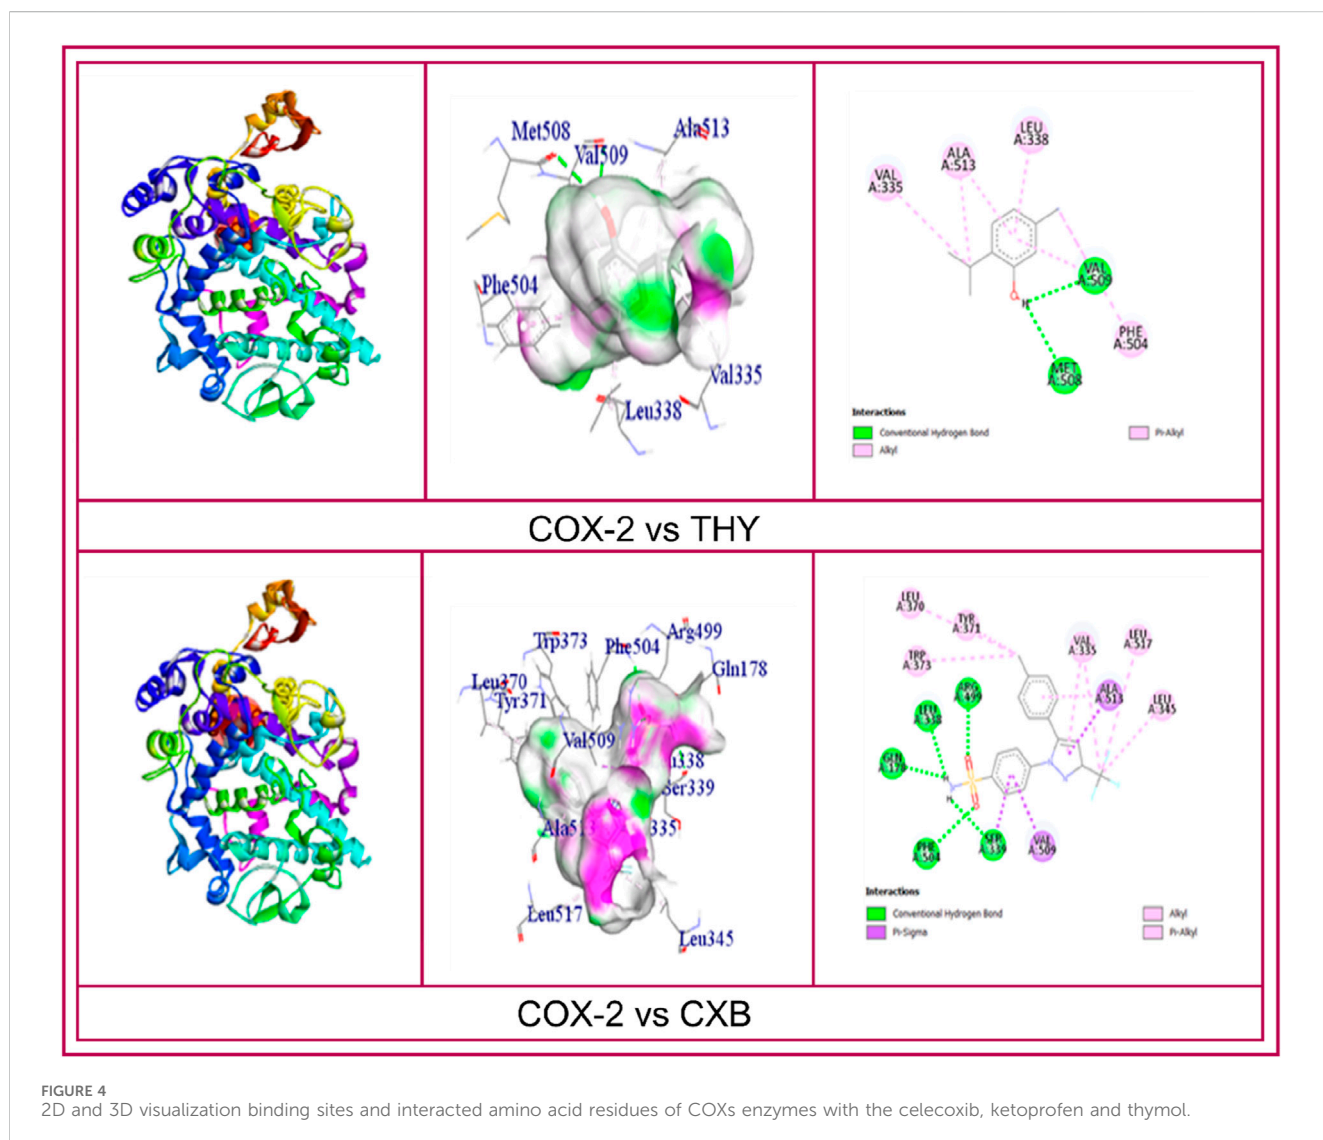 Met508
Val509
Ala513
Phe504
Val335
Leu338
LEU
A:338
ALA
A:513
VAL
A:335
VAL
A:509
PHE
A:504
MET
A:508
H
Interactions
Conventional Hydrogen Bond
Alkyl
Pi-Alkyl
COX-2 vs THY
Trp373
Phe504
Arg499
Gln178
Leu370
Tyr371
Val509
338
Ser339
Ala513
335
Leu517
Leu345
LEU
A:370
TYR
A:371
TRP
A:373
VAL
A:335
LEU
A:517
ARG
A:499
ALA
A:513
LEU
A:338
LEU
A:345
GLN
A:178
PHE
A:504
SER
A:339
VAL
A:509
Interactions
Conventional Hydrogen Bond
Pi-Sigma
Alkyl
Pi-Alkyl
COX-2 vs CXB
FIGURE 4
2D and 3D visualization binding sites and interacted amino acid residues of COXs enzymes with the celecoxib, ketoprofen and thymol.